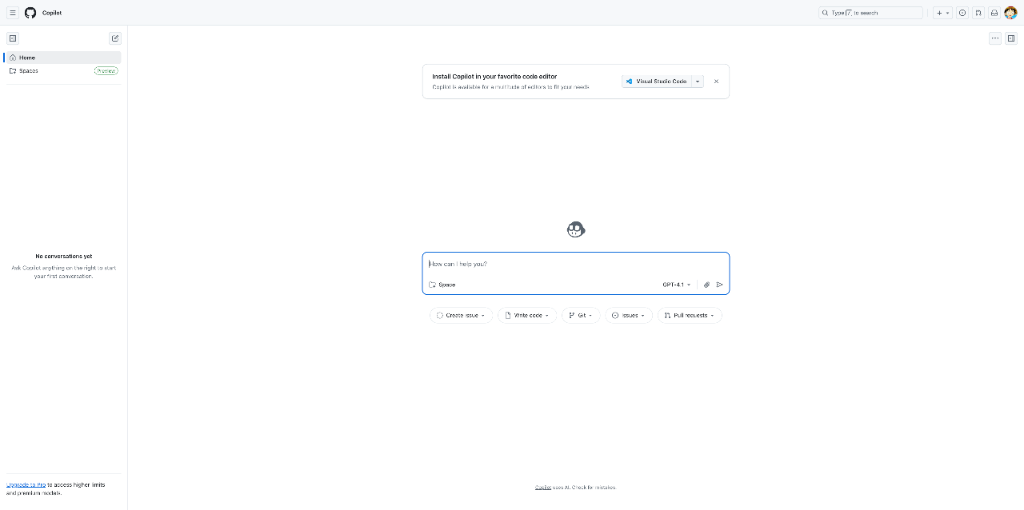 Copilot
Type / to search
Home
Spaces
Preview
Install Copilot in your favorite code editor
Copilot is available for a multitude of editors to fit your needs
Visual Studio Code
No conversations yet
Ask Copilot anything on the right to start
your first conversation.
How can I help you?
Space
GPT-4.1
Create issue
Write code
Git
Issues
Pull requests
Upgrade to Pro to access higher limits
and premium models.
Copilot uses AI. Check for mistakes.